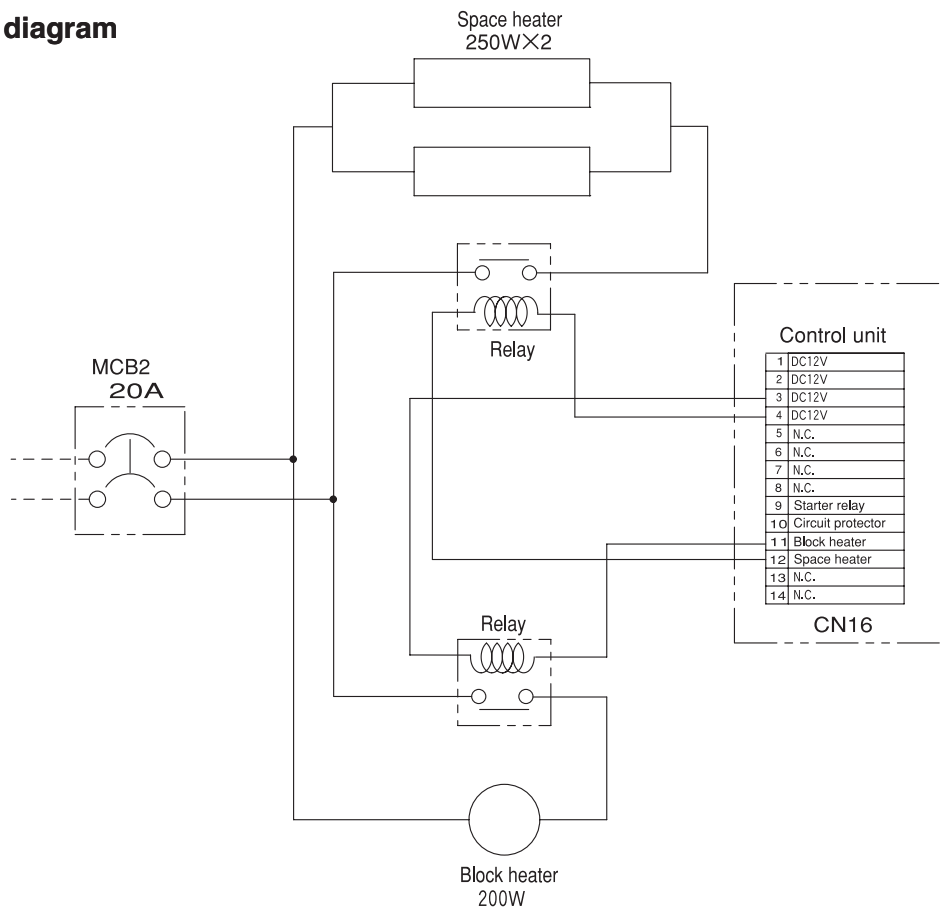 diagram
Space heater
250W×2
Relay
MCB2
20A
Control unit
1 DC12V
2 DC12V
3 DC12V
4 DC12V
5 N.C.
6 N.C.
7 N.C.
8 N.C.
9 Starter relay
10 Circuit protector
11 Block heater
12 Space heater
13 N.C.
14 N.C.
CN16
Relay
Block heater
200W